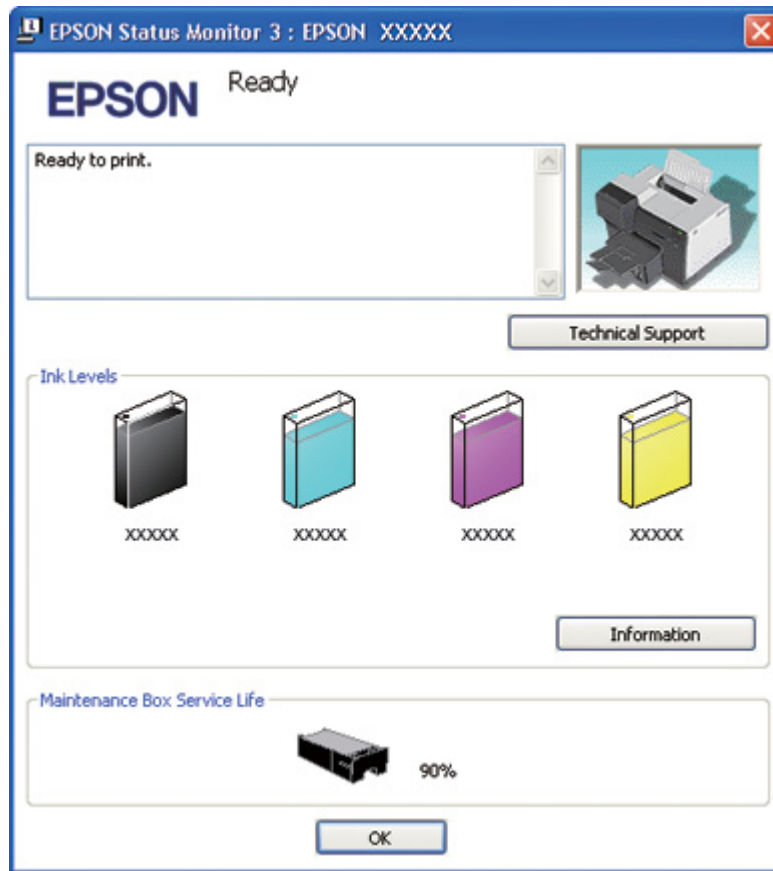 EPSON Status Monitor 3 : EPSON XXXXX
EPSON
Ready
Ready to print.
Technical Support
Ink Levels
XXXXX XXXXX XXXXX XXXXX
Information
Maintenance Box Service Life
90%
OK